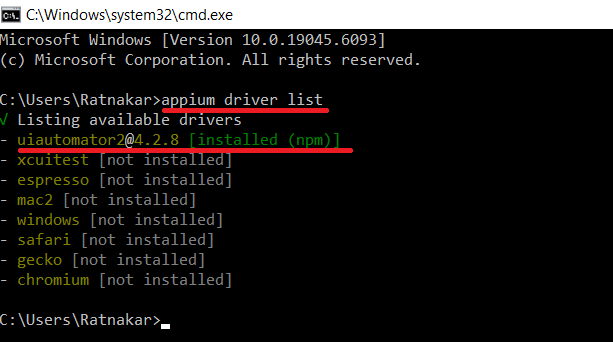 C:\Windows\system32\cmd.exe
Microsoft Windows [Version 10.0.19045.6093]
(c) Microsoft Corporation. All rights reserved.
C:\Users\Ratnakar>appium driver list
√ Listing available drivers
- uiautomator2@4.2.8 [installed (npm)]
- xcuitest [not installed]
- espresso [not installed]
- mac2 [not installed]
- windows [not installed]
- safari [not installed]
- gecko [not installed]
- chromium [not installed]
C:\Users\Ratnakar>